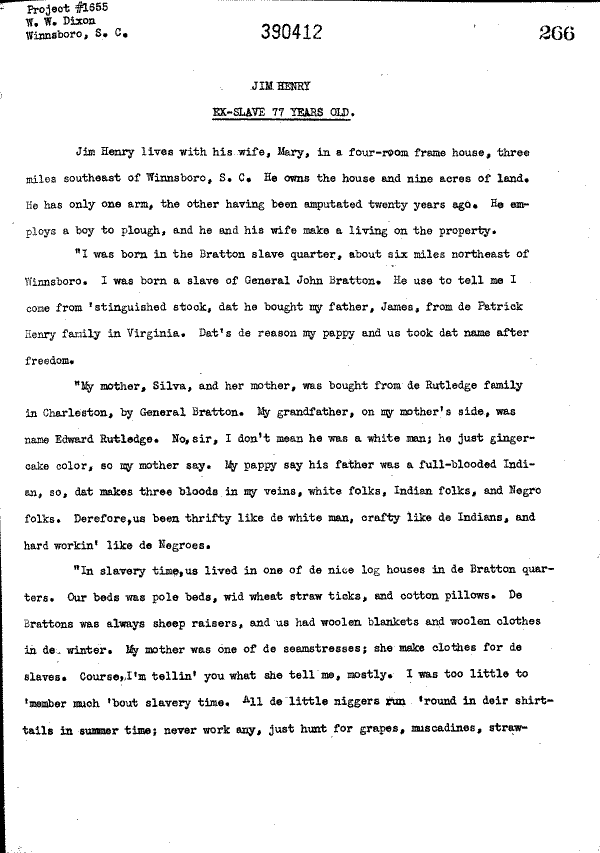 Project #1655
W. W. Dixon
Winnsboro, S. C.
390412
266
JIM HENRY
EX-SLAVE 77 YEARS OLD.
Jim Henry lives with his wife, Mary, in a four-room frame house, three
miles southeast of Winnsboro, S. C. He owns the house and nine acres of land.
He has only one arm, the other having been amputated twenty years ago. He em-
ploys a boy to plough, and he and his wife make a living on the property.
"I was born in the Bratton slave quarter, about six miles northeast of
Winnsboro. I was born a slave of General John Bratton. He use to tell me I
come from 'stinguished stock, dat he bought my father, James, from de Patrick
Henry family in Virginia. Dat's de reason my pappy and us took dat name after
freedom.
"My mother, Silva, and her mother, was bought from de Rutledge family
in Charleston, by General Bratton. My grandfather, on my mother's side, was
name Edward Rutledge. No, sir, I don't mean he was a white man; he just ginger-
cake color, so my mother say. My pappy say his father was a full-blooded Indi-
an, so, dat makes three bloods in my veins, white folks, Indian folks, and Negro
folks. Derefore, us been thrifty like de white man, crafty like de Indians, and
hard workin' like de Negroes.
"In slavery time, us lived in one of de nice log houses in de Bratton quar-
ters. Our beds was pole beds, wid wheat straw ticks, and cotton pillows. De
Brattons was always sheep raisers, and us had woolen blankets and woolen clothes
in de winter. My mother was one of de seamstresses; she make clothes for de
slaves. Course, I'm tellin' you what she tell me, mostly. I was too little to
'member much 'bout slavery time. All de little niggers run 'round in deir shirt-
tails in summer time; never work any, just hunt for grapes, muscadines, straw-